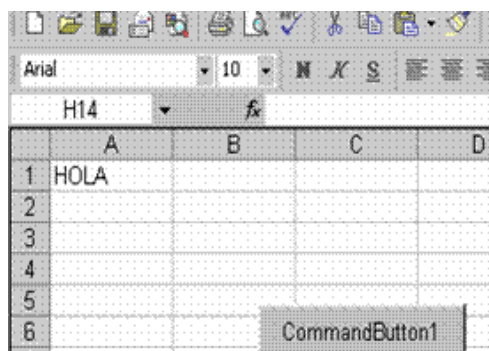 Arial 10 N K S
H14 fx
A B C D
1 HOLA
2
3
4
5
6 CommandButton1